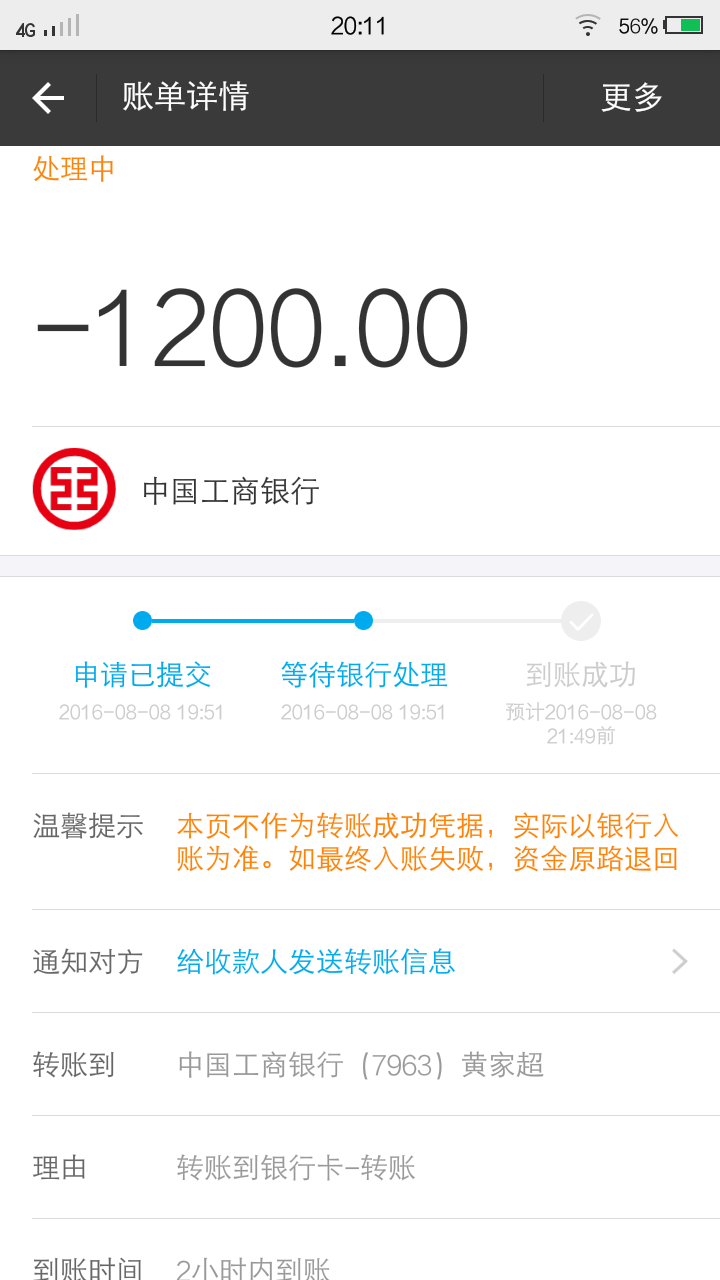 4G 20:11 56%
账单详情 更多
处理中
-1200.00
中国工商银行
申请已提交 等待银行处理 到账成功
2016-08-08 19:51 2016-08-08 19:51 预计2016-08-08
21:49前
温馨提示 本页不作为转账成功凭据，实际以银行入
账为准。如最终入账失败，资金原路退回
通知对方 给收款人发送转账信息
转账到 中国工商银行（7963）黄家超
理由 转账到银行卡-转账
到账时间 2小时内到账